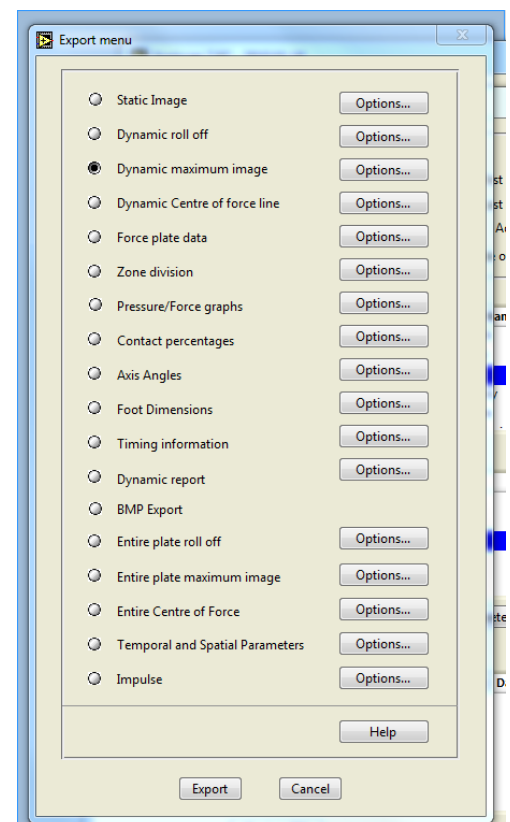 Export menu
Static Image Options...
Dynamic roll off Options...
Dynamic maximum image Options...
Dynamic Centre of force line Options...
Force plate data Options...
Zone division Options...
Pressure/Force graphs Options...
Contact percentages Options...
Axis Angles Options...
Foot Dimensions Options...
Timing information Options...
Dynamic report Options...
BMP Export
Entire plate roll off Options...
Entire plate maximum image Options...
Entire Centre of Force Options...
Temporal and Spatial Parameters Options...
Impulse Options...
Help
Export Cancel